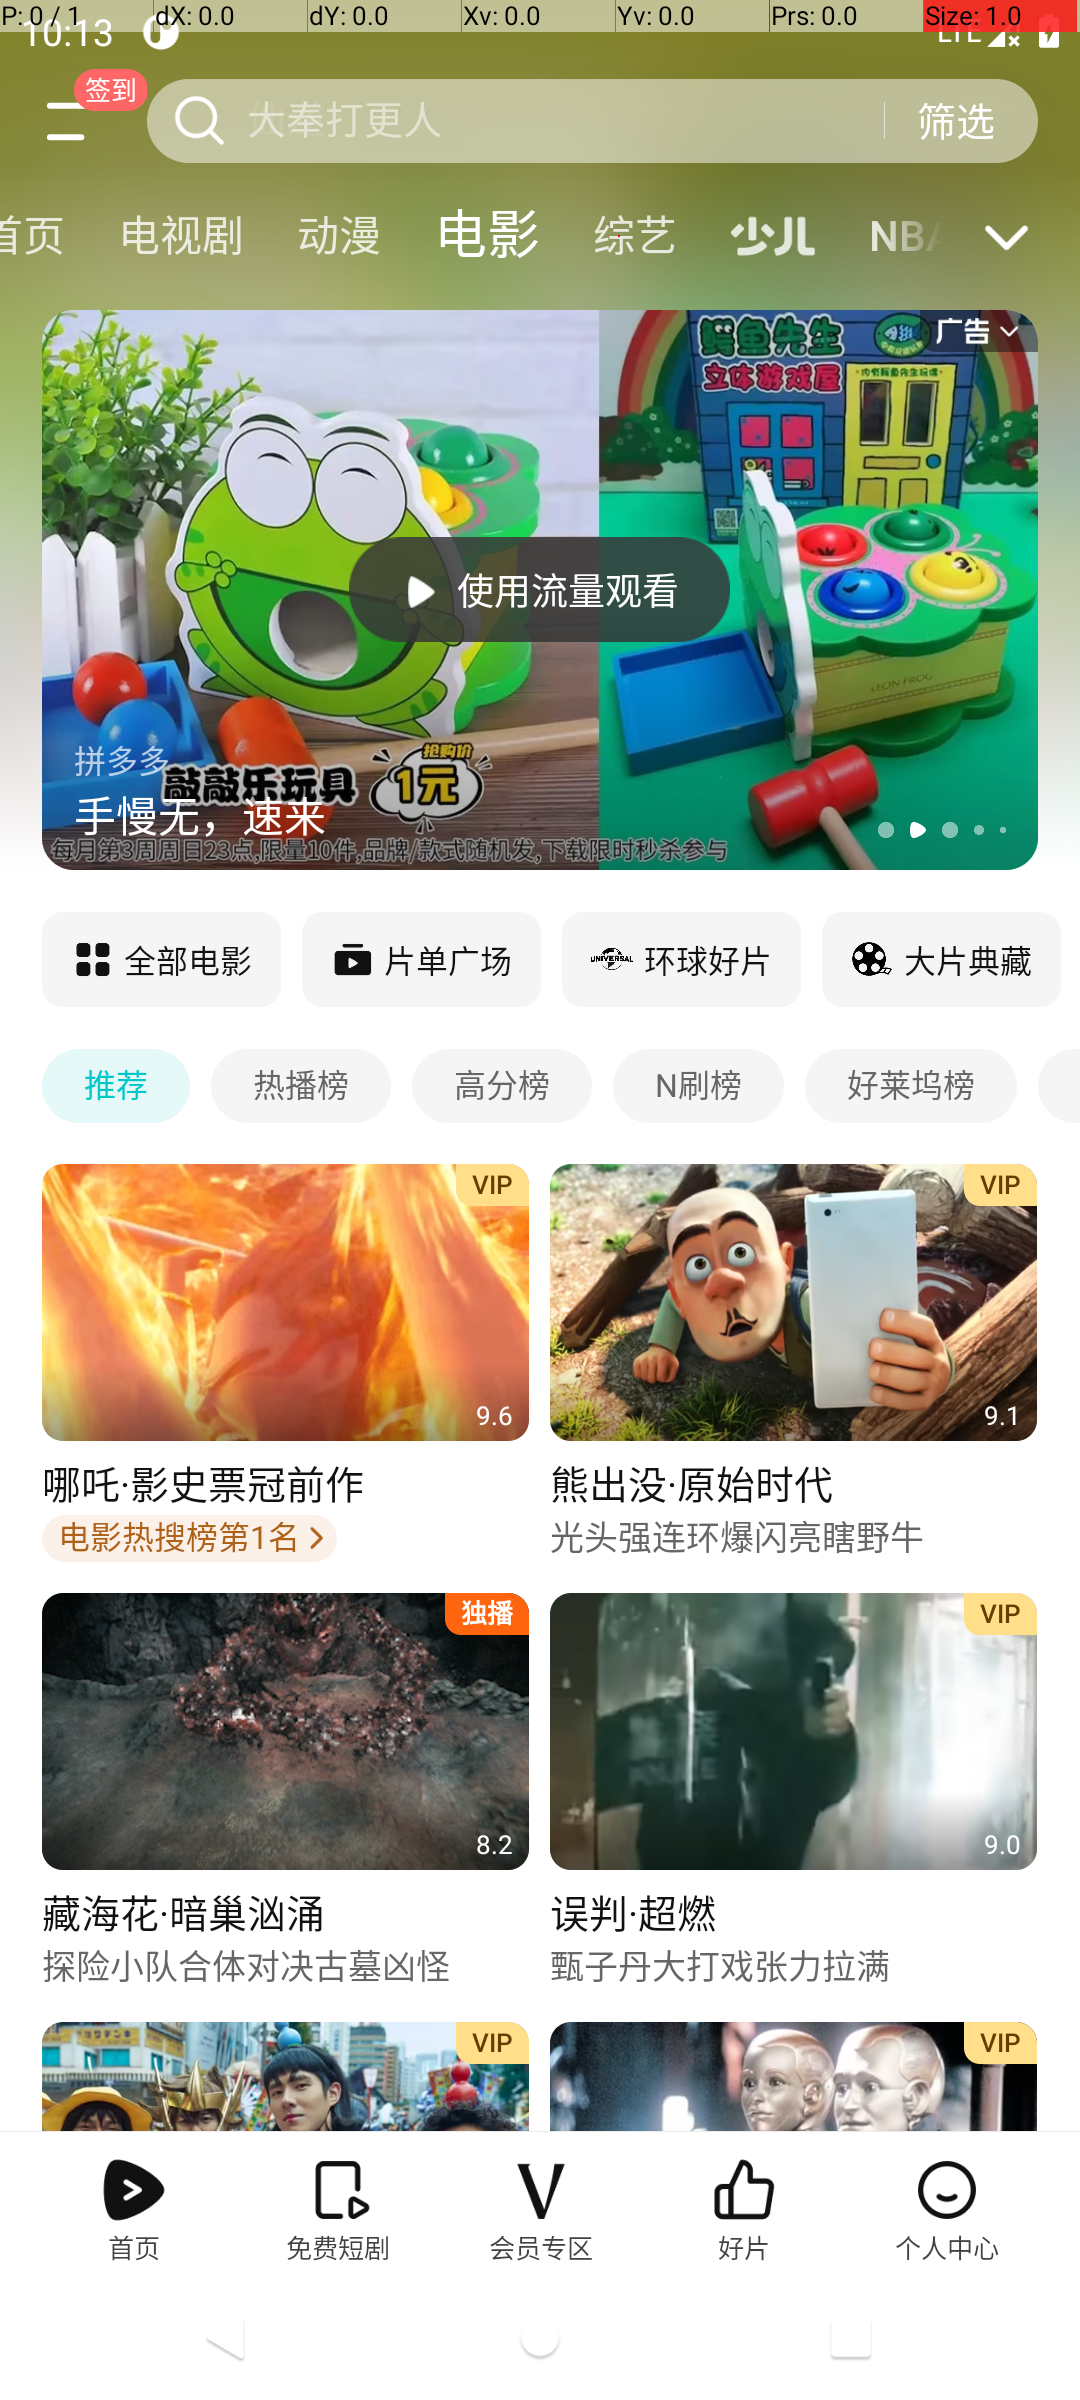 P: 0 / 1 dX: 0.0 dY: 0.0 Xv: 0.0 Yv: 0.0 Prs: 0.0 Size: 1.0
10:13 LTE
签到
大奉打更人 筛选
首页 电视剧 动漫 电影 综艺 少儿 NBA
广告
鳄鱼先生
立体游戏屋
使用流量观看
LEON FROG
拼多多
敲敲乐玩具
抢购价
1元
手慢无，速来
每月第3周周日23点,限量10件,品牌/款式随机发,下载限时秒杀参与
全部电影 片单广场 UNIVERSAL 环球好片 大片典藏
推荐 热播榜 高分榜 N刷榜 好莱坞榜
VIP VIP
9.6 9.1
哪吒·影史票冠前作 熊出没·原始时代
电影热搜榜第1名 光头强连环爆闪亮瞎野牛
独播 VIP
8.2 9.0
藏海花·暗巢汹涌 误判·超燃
探险小队合体对决古墓凶怪 甄子丹大打戏张力拉满
VIP VIP
首页 免费短剧 会员专区 好片 个人中心